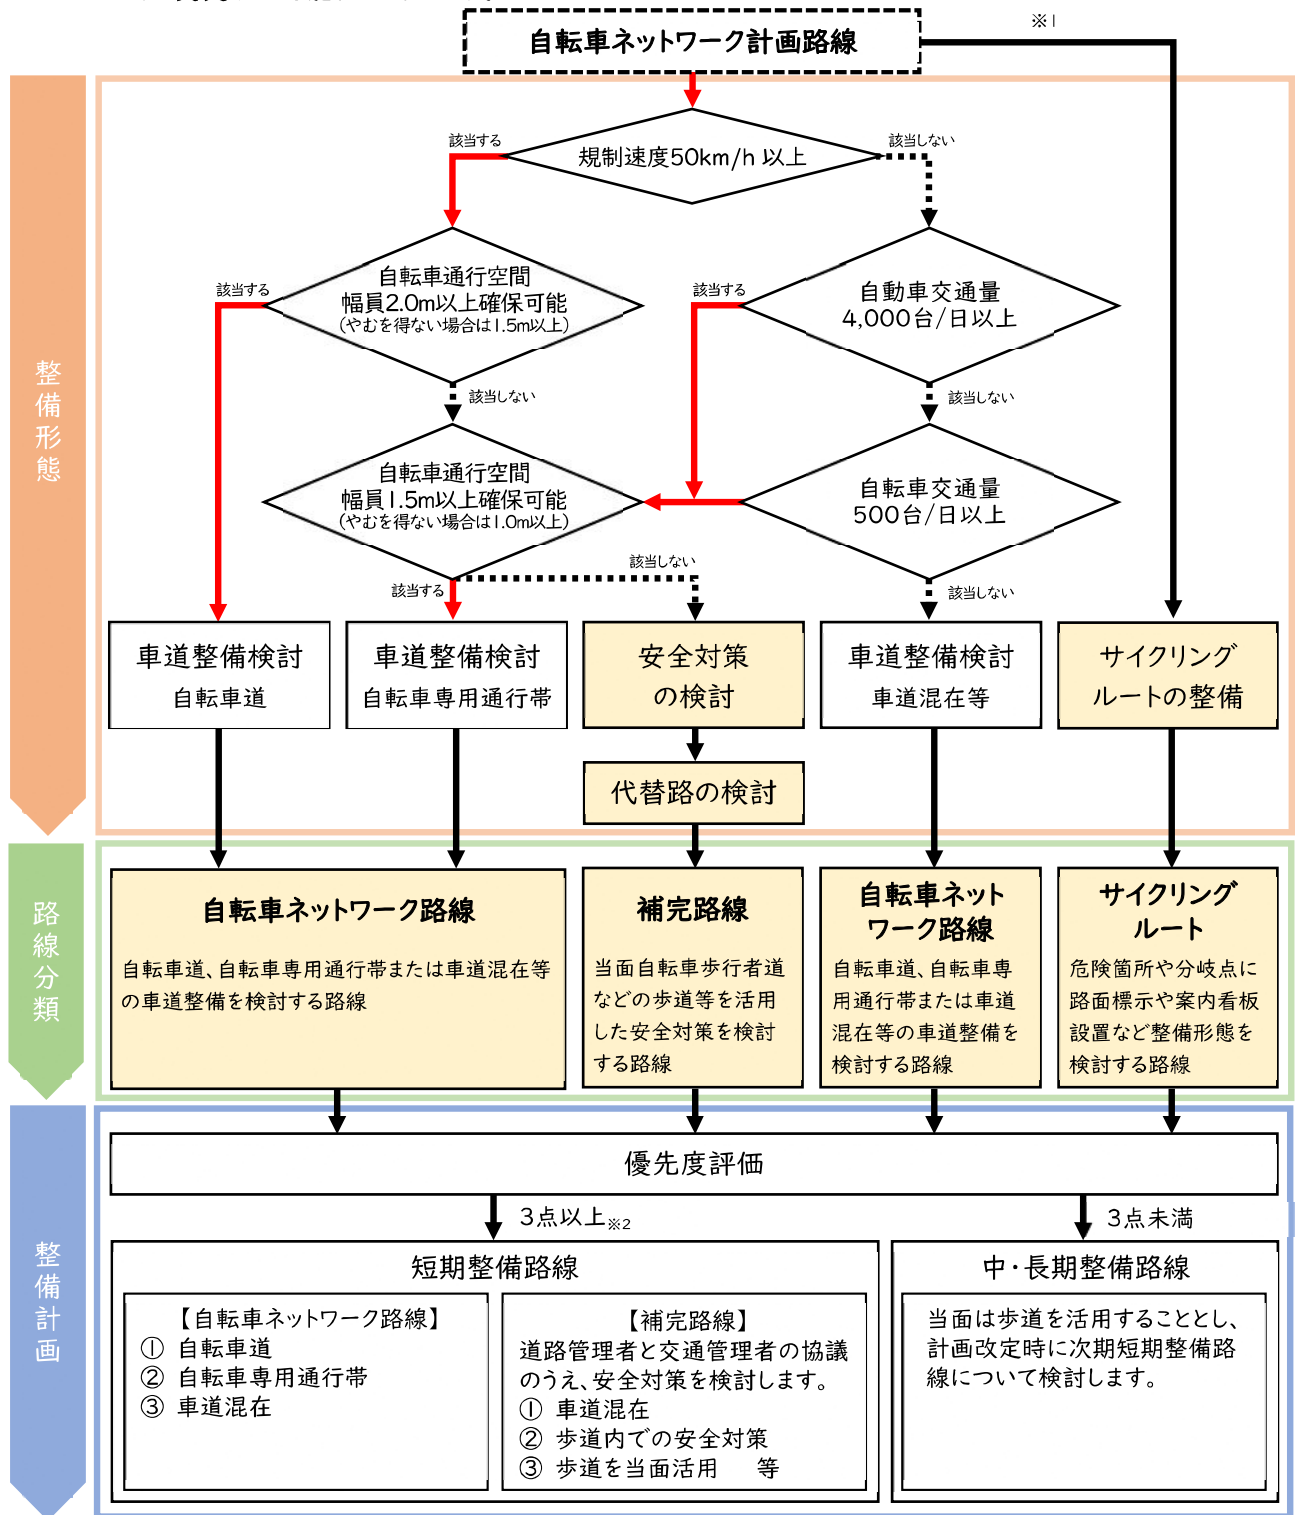 自転車ネットワーク計画路線
※1
該当する
規制速度50km/h 以上
該当しない
該当する
自転車通行空間
幅員2.0m以上確保可能
(やむを得ない場合は1.5m以上)
該当する
自動車交通量
4,000台/日以上
該当しない
該当しない
自転車通行空間
幅員1.5m以上確保可能
(やむを得ない場合は1.0m以上)
自転車交通量
500台/日以上
該当する
該当しない
該当しない
整備形態
車道整備検討
自転車道
車道整備検討
自転車専用通行帯
安全対策
の検討
車道整備検討
車道混在等
サイクリング
ルートの整備
代替路の検討
路線分類
自転車ネットワーク路線
自転車道、自転車専用通行帯または車道混在等
の車道整備を検討する路線
補完路線
当面自転車歩行者道
などの歩道等を活用
した安全対策を検討
する路線
自転車ネット
ワーク路線
自転車道、自転車専
用通行帯または車道
混在等の車道整備を
検討する路線
サイクリング
ルート
危険箇所や分岐点に
路面標示や案内看板
設置など整備形態を
検討する路線
整備計画
優先度評価
3点以上※2
3点未満
短期整備路線
【自転車ネットワーク路線】
① 自転車道
② 自転車専用通行帯
③ 車道混在
【補完路線】
道路管理者と交通管理者の協議
のうえ、安全対策を検討します。
① 車道混在
② 歩道内での安全対策
③ 歩道を当面活用 等
中・長期整備路線
当面は歩道を活用することとし、
計画改定時に次期短期整備路
線について検討します。